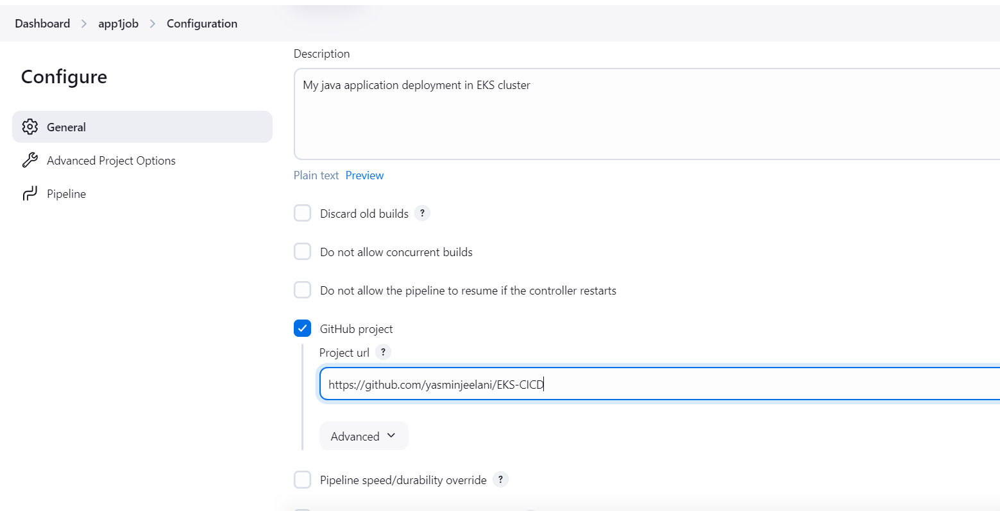 Dashboard > app1job > Configuration
Configure
General
Advanced Project Options
Pipeline
Description
My java application deployment in EKS cluster
Plain text Preview
Discard old builds ?
Do not allow concurrent builds
Do not allow the pipeline to resume if the controller restarts
GitHub project
Project url ?
https://github.com/yasminjeelani/EKS-CICD
Advanced
Pipeline speed/durability override ?